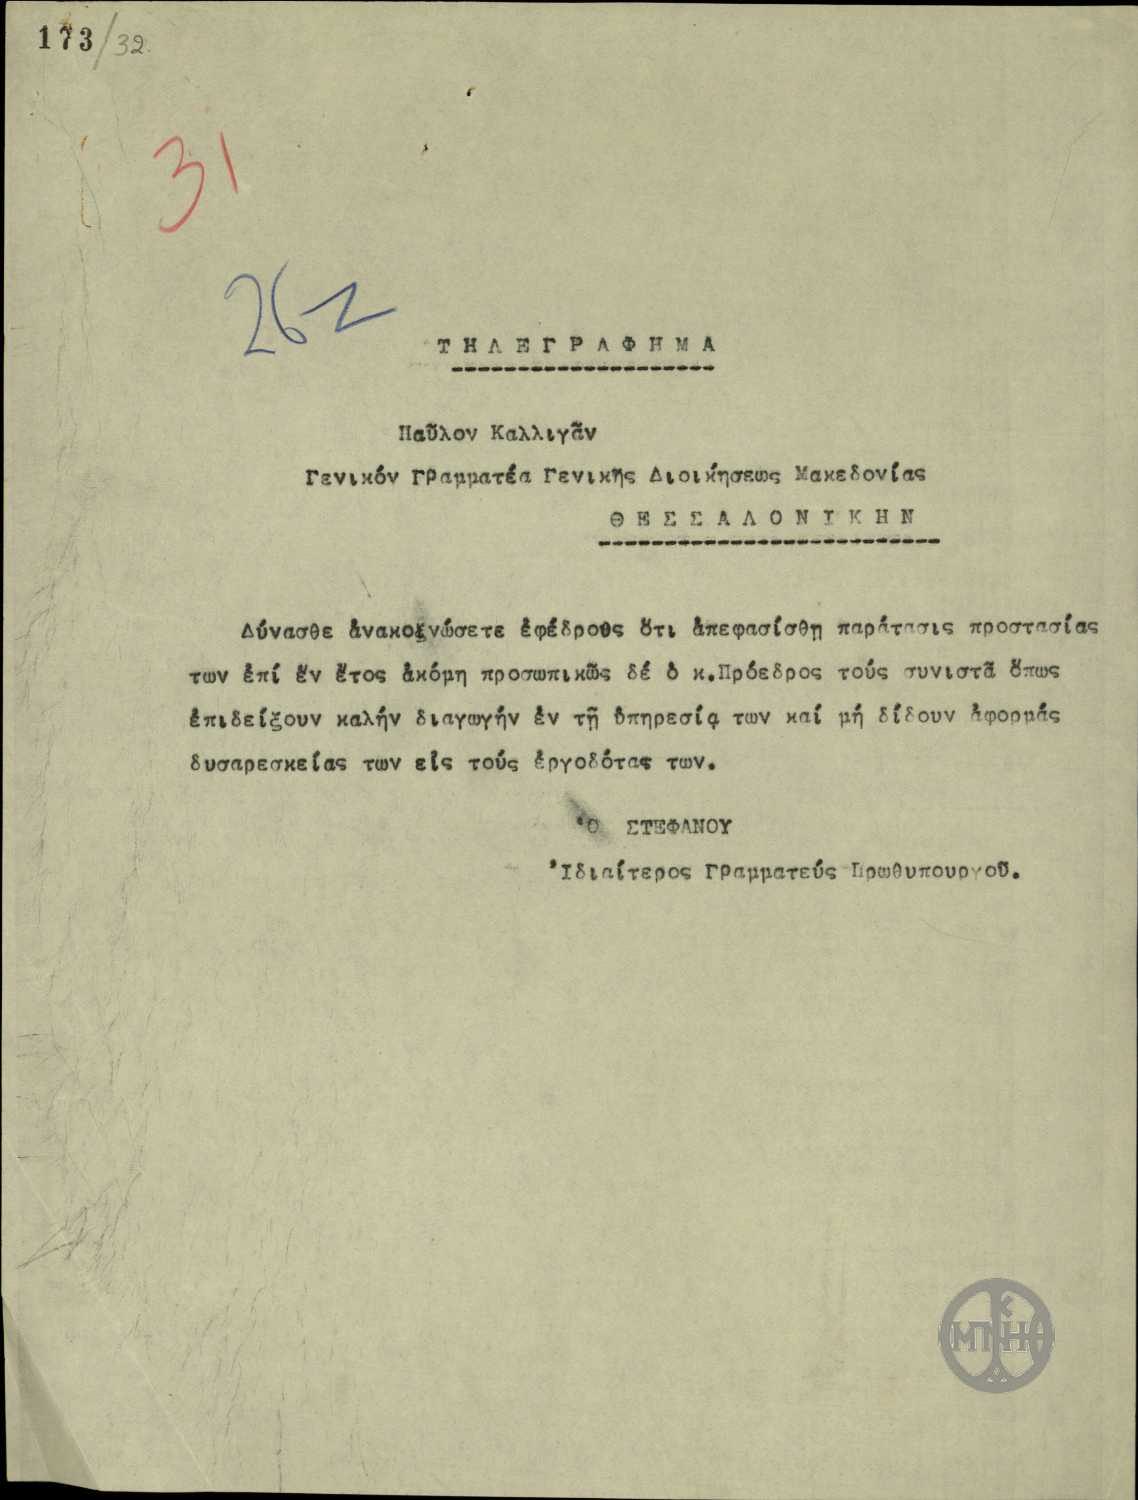 173/32.
31
262
ΤΗΛΕΓΡΑΦΗΜΑ
Παῦλον Καλλιγᾶν
Γενικόν Γραμματέα Γενικῆς Διοικήσεως Μακεδονίας
ΘΕΣΣΑΛΟΝΙΚΗΝ
Δύνασθε ἀνακοινώσετε ἐφέδρους ὅτι ἀπεφασίσθη παράτασις προστασίας
των ἐπί ἕν ἔτος ἀκόμη προσωπικῶς δέ ὁ κ.Πρόεδρος τούς συνιστᾶ ὅπως
ἐπιδείξουν καλήν διαγωγήν ἐν τῇ ὑπηρεσίᾳ των καί μή δίδουν ἀφορμάς
δυσαρεσκείας των εἰς τούς ἐργοδότας των.
Ὁ ΣΤΕΦΑΝΟΥ
Ἰδιαίτερος Γραμματεύς Πρωθυπουργοῦ.